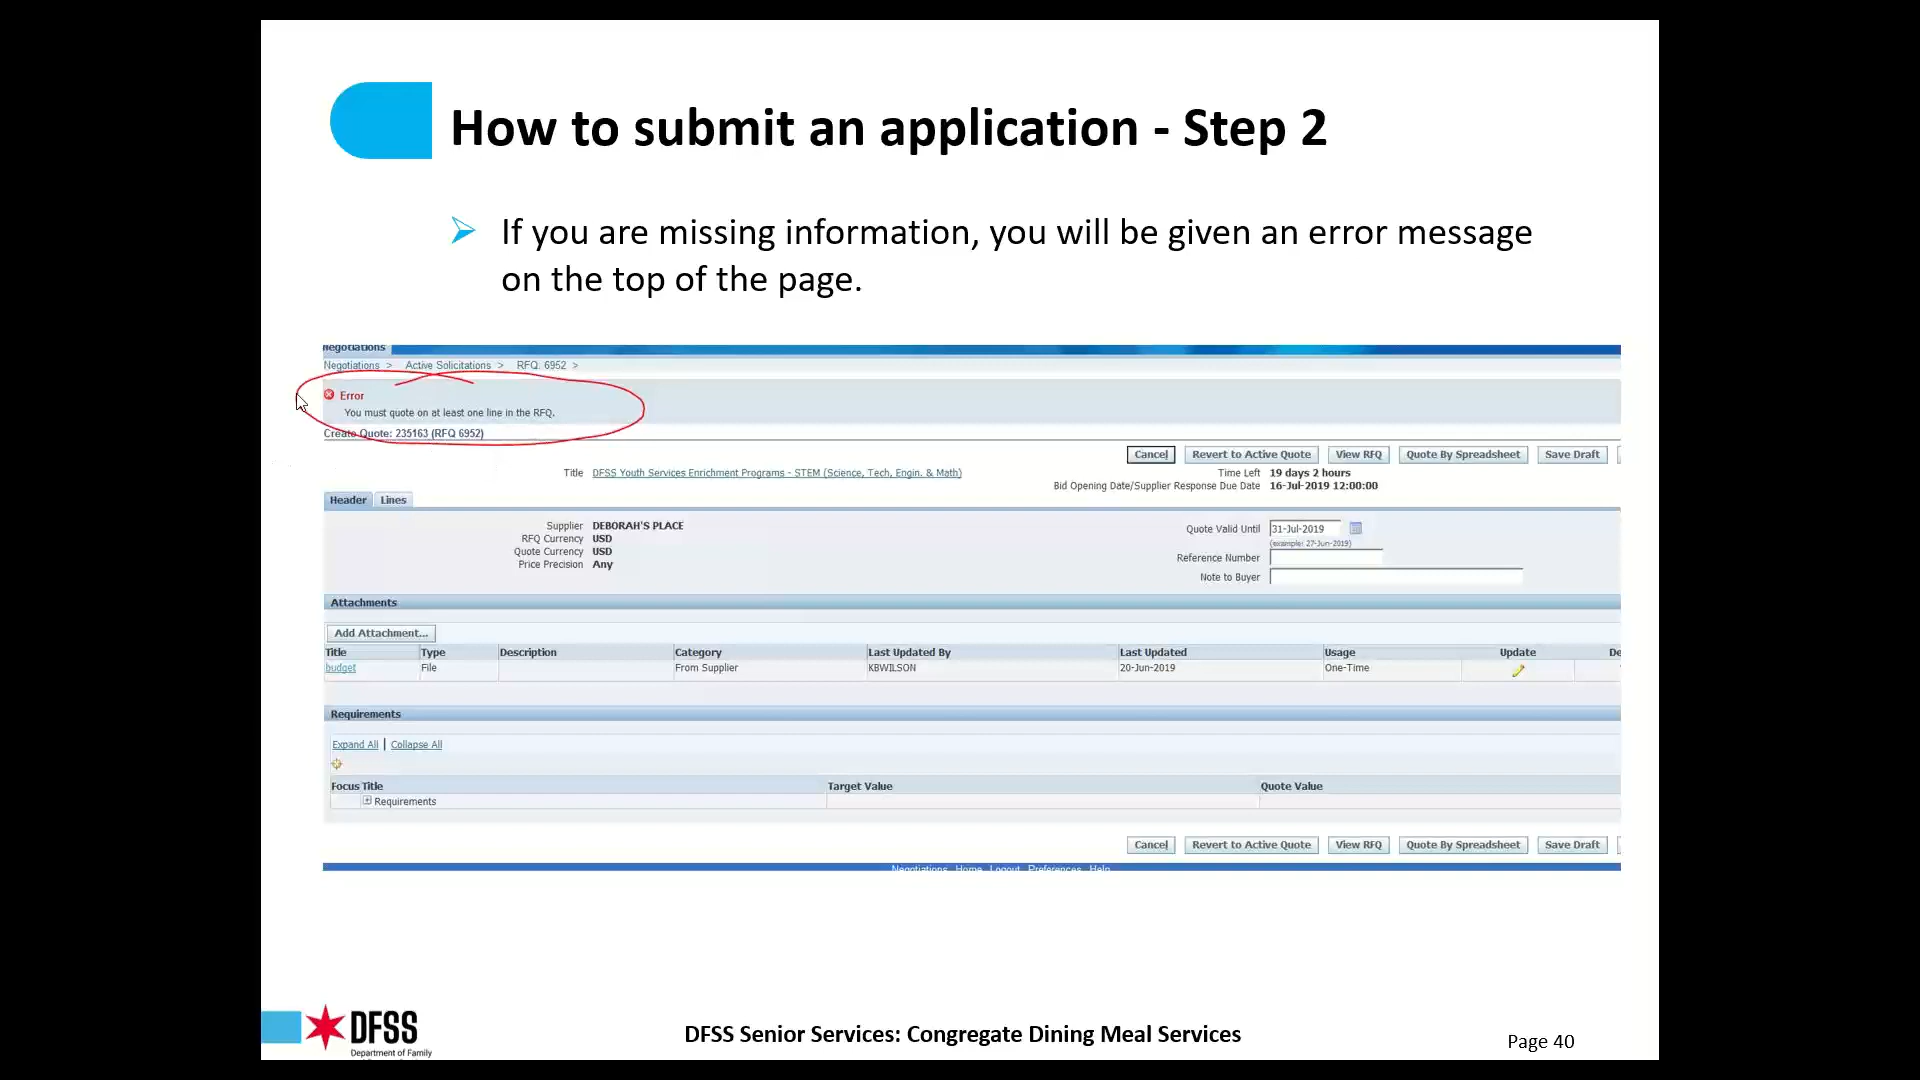 How to submit an application - Step 2
If you are missing information, you will be given an error message
on the top of the page.
Negotiations
Negotiations > Active Solicitations > RFQ. 6952 >
Error
You must quote on at least one line in the RFQ.
Create Quote: 235163 (RFQ 6952)
Cancel Revert to Active Quote View RFQ Quote By Spreadsheet Save Draft
Title DFSS Youth Services Enrichment Programs - STEM (Science, Tech, Engin. & Math)
Time Left 19 days 2 hours
Bid Opening Date/Supplier Response Due Date 16-Jul-2019 12:00:00
Header Lines
Supplier DEBORAH'S PLACE
RFQ Currency USD
Quote Currency USD
Price Precision Any
Quote Valid Until 31-Jul-2019
(example: 27-Jun-2019)
Reference Number
Note to Buyer
Attachments
Add Attachment...
Title Type Description Category Last Updated By Last Updated Usage Update De
budget File From Supplier KBWILSON 20-Jun-2019 One-Time
Requirements
Expand All | Collapse All
Focus Title Target Value Quote Value
Requirements
Cancel Revert to Active Quote View RFQ Quote By Spreadsheet Save Draft
Negotiations Home Logout Preferences Help
DFSS
Department of Family
DFSS Senior Services: Congregate Dining Meal Services
Page 40